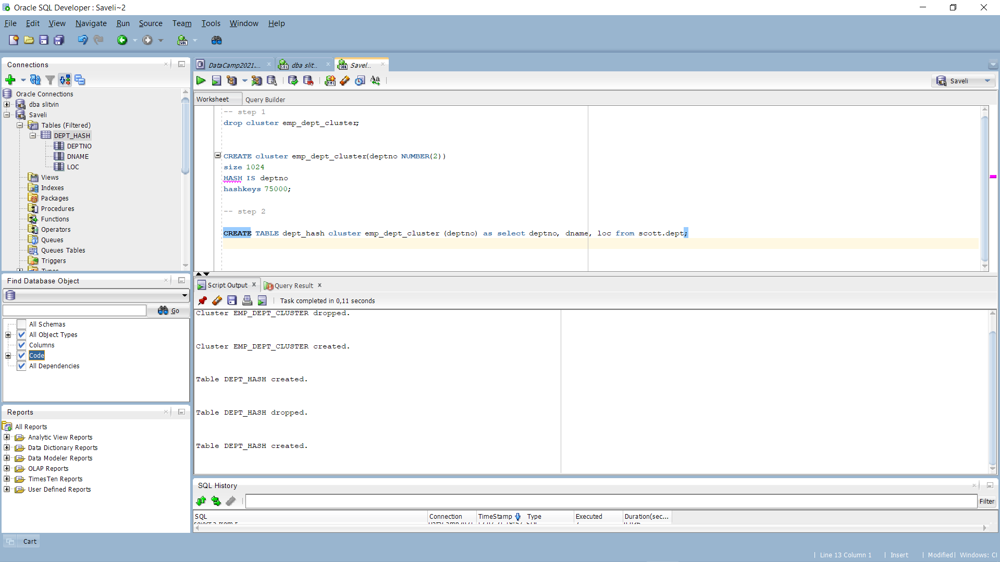 Oracle SQL Developer : Saveli~2
File Edit View Navigate Run Source Team Tools Window Help
Connections
Oracle Connections
dba slitvin
Saveli
Tables (Filtered)
DEPT_HASH
DEPTNO
DNAME
LOC
Views
Indexes
Packages
Procedures
Functions
Operators
Queues
Queues Tables
Triggers
Types
Find Database Object
Go
All Schemas
All Object Types
Columns
Code
All Dependencies
Reports
All Reports
Analytic View Reports
Data Dictionary Reports
Data Modeler Reports
OLAP Reports
TimesTen Reports
User Defined Reports
DataCamp2021.... dba slit.. Savel...
Saveli
Worksheet Query Builder
-- step 1
drop cluster emp_dept_cluster;
CREATE cluster emp_dept_cluster(deptno NUMBER(2))
size 1024
HASH IS deptno
hashkeys 75000;
-- step 2
CREATE TABLE dept_hash cluster emp_dept_cluster (deptno) as select deptno, dname, loc from scott.dept;
Script Output Query Result
Task completed in 0,11 seconds
Cluster EMP_DEPT_CLUSTER dropped.
Cluster EMP_DEPT_CLUSTER created.
Table DEPT_HASH created.
Table DEPT_HASH dropped.
Table DEPT_HASH created.
SQL History
Filter
SQL Connection TimeStamp Type Executed Duration(sec...
Cart
Line 13 Column 1 Insert Modified Windows: Cl